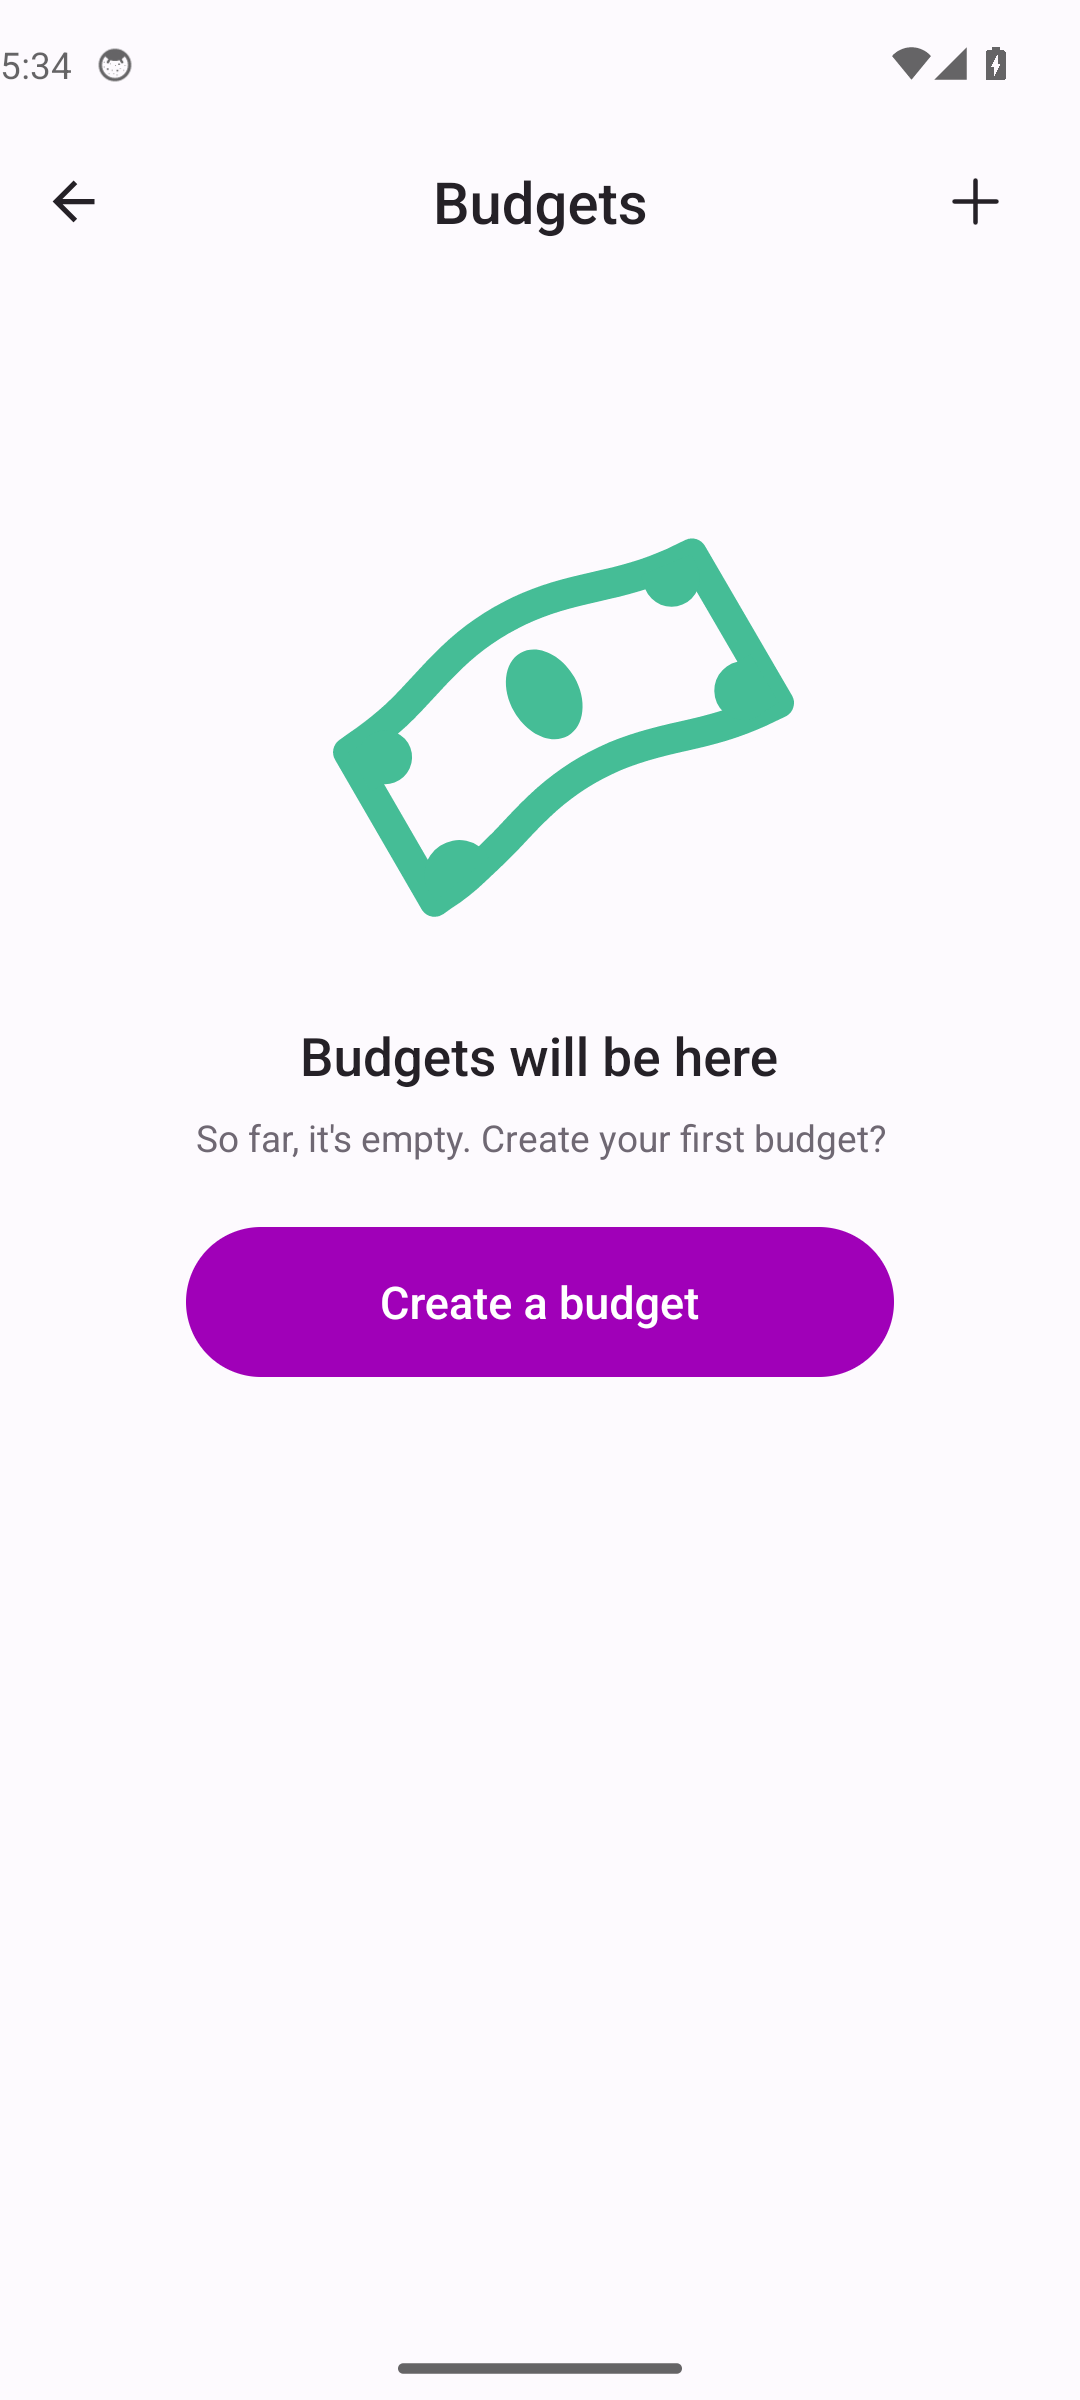 5:34
Budgets
Budgets will be here
So far, it's empty. Create your first budget?
Create a budget